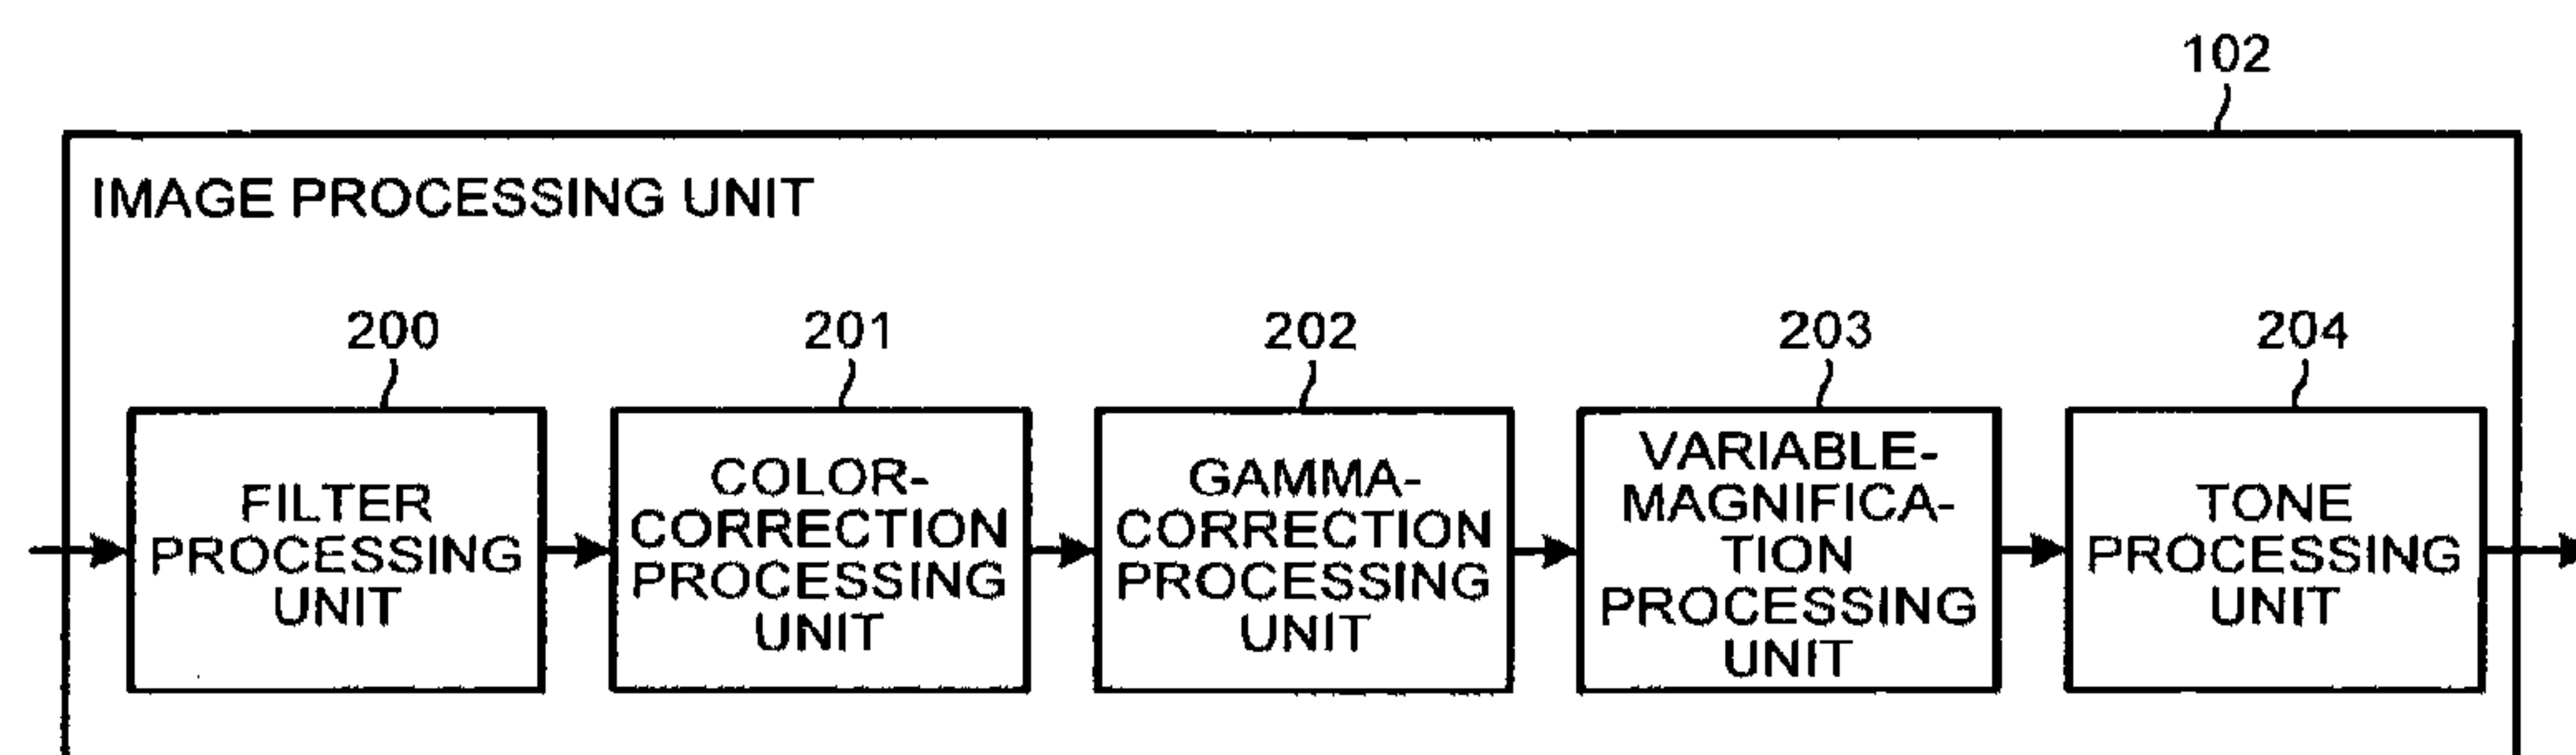 102
IMAGE PROCESSING UNIT
200
201
202
203
204
FILTER
PROCESSING
UNIT
COLOR-
CORRECTION
PROCESSING
UNIT
GAMMA-
CORRECTION
PROCESSING
UNIT
VARIABLE-
MAGNIFICA-
TION
PROCESSING
UNIT
TONE
PROCESSING
UNIT